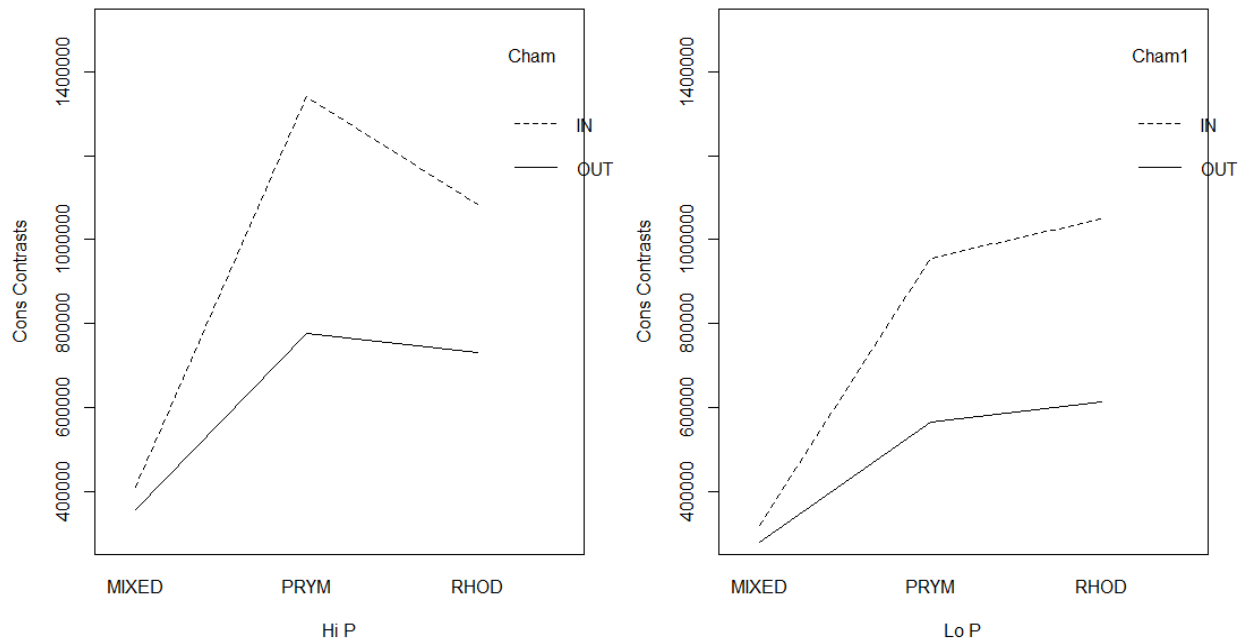 Cons Contrasts
1400000
1000000
800000
600000
400000
Cham
IN
OUT
MIXED PRYM RHOD
Hi P
Cons Contrasts
1400000
1000000
800000
600000
400000
Cham1
IN
OUT
MIXED PRYM RHOD
Lo P